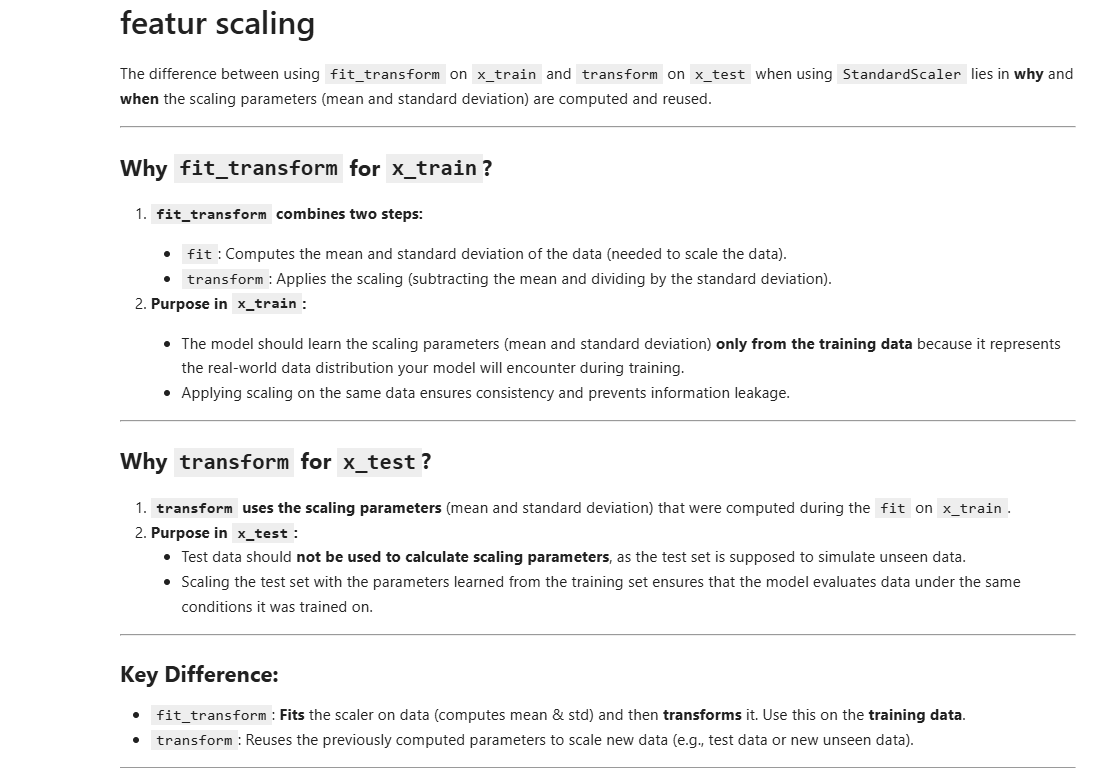 featur scaling
The difference between using fit_transform on x_train and transform on x_test when using StandardScaler lies in why and
when the scaling parameters (mean and standard deviation) are computed and reused.
Why fit_transform for x_train?
1. fit_transform combines two steps:
• fit: Computes the mean and standard deviation of the data (needed to scale the data).
• transform: Applies the scaling (subtracting the mean and dividing by the standard deviation).
2. Purpose in x_train:
• The model should learn the scaling parameters (mean and standard deviation) only from the training data because it represents
the real-world data distribution your model will encounter during training.
• Applying scaling on the same data ensures consistency and prevents information leakage.
Why transform for x_test?
1. transform uses the scaling parameters (mean and standard deviation) that were computed during the fit on x_train.
2. Purpose in x_test:
• Test data should not be used to calculate scaling parameters, as the test set is supposed to simulate unseen data.
• Scaling the test set with the parameters learned from the training set ensures that the model evaluates data under the same
conditions it was trained on.
Key Difference:
• fit_transform: Fits the scaler on data (computes mean & std) and then transforms it. Use this on the training data.
• transform: Reuses the previously computed parameters to scale new data (e.g., test data or new unseen data).